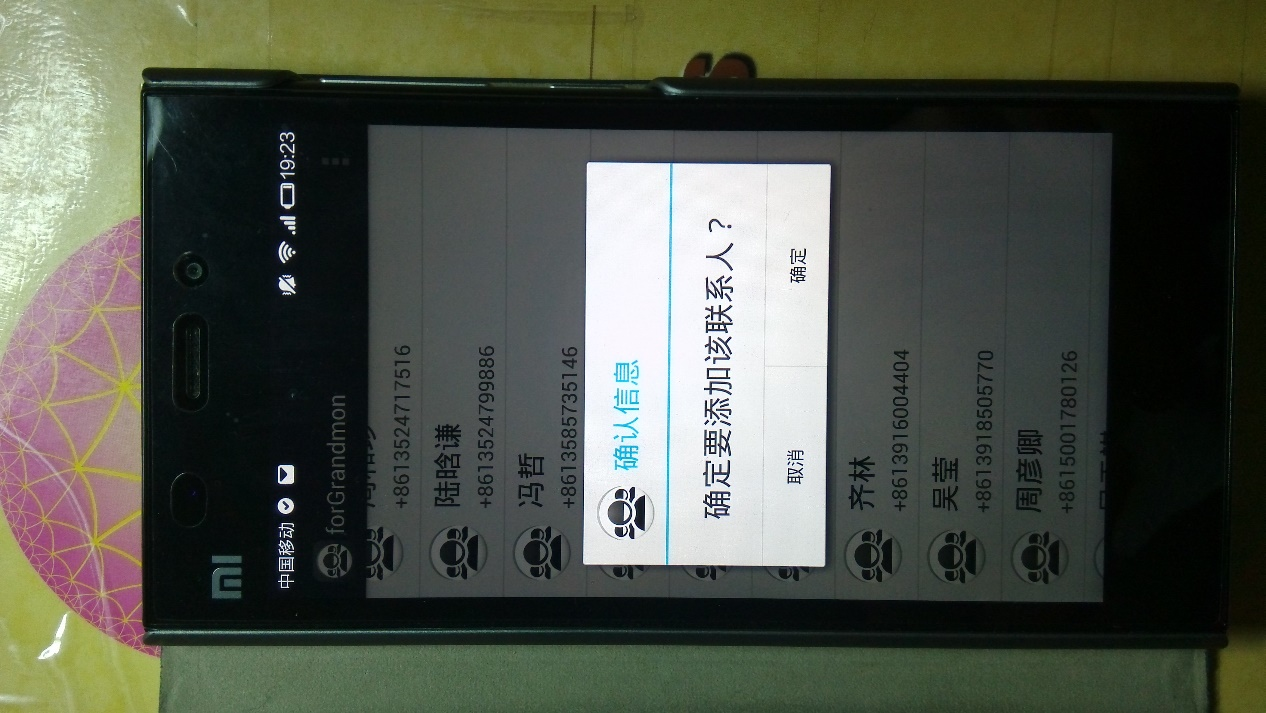 中国移动 19:23
forGrandmon
+8613524717516
陆晗谦
+8613524799886
冯哲
+8613585735146
确认信息
确定要添加该联系人？
取消 确定
齐林
+8613916004404
吴莹
+8613918505770
周彦卿
+8615001780126